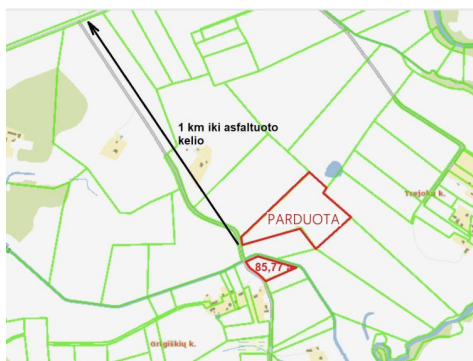 1 km iki asfaltuoto
kelio
PARDUOTA
Trejokų k.
85,77 a
Grigiškių k.